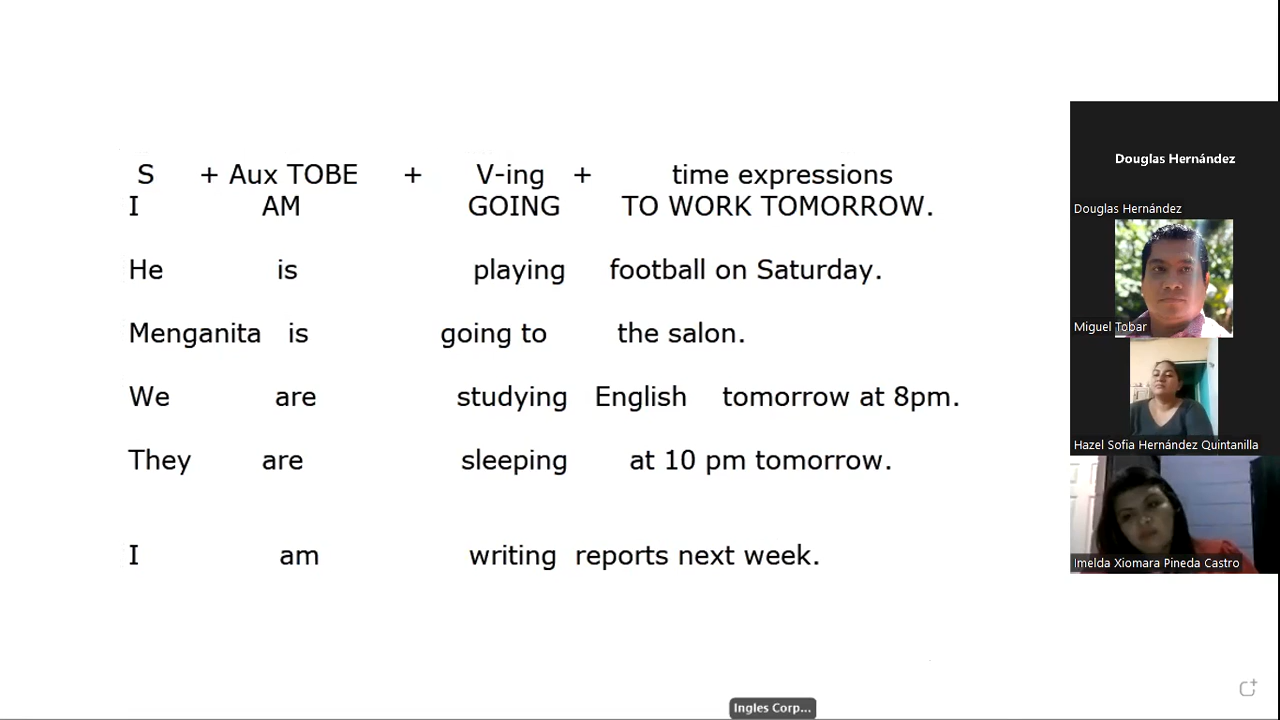 S + Aux TOBE + V-ing + time expressions
I AM GOING TO WORK TOMORROW.
He is playing football on Saturday.
Menganita is going to the salon.
We are studying English tomorrow at 8pm.
They are sleeping at 10 pm tomorrow.
I am writing reports next week.
Douglas Hernández
Douglas Hernández
Miguel Tobar
Hazel Sofía Hernández Quintanilla
Imelda Xiomara Pineda Castro
Ingles Corp...